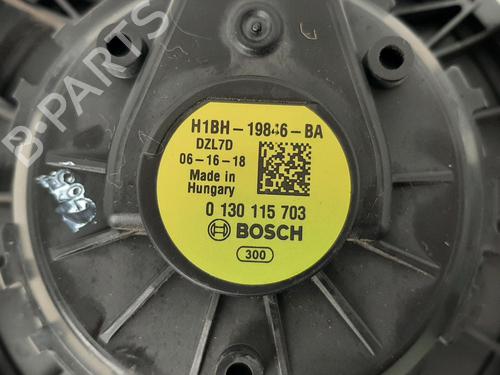 B-PARTS
H1BH-19846-BA
DZL7D
06-16-18
Made in
Hungary
0 130 115 703
BOSCH
300